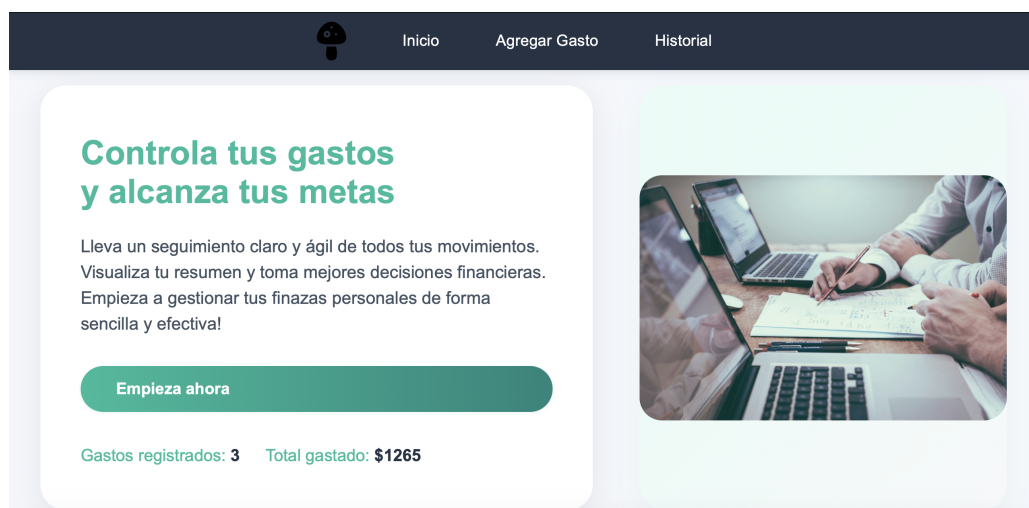 Inicio Agregar Gasto Historial
Controla tus gastos
y alcanza tus metas
Lleva un seguimiento claro y ágil de todos tus movimientos.
Visualiza tu resumen y toma mejores decisiones financieras.
Empieza a gestionar tus finazas personales de forma
sencilla y efectiva!
Empieza ahora
Gastos registrados: 3 Total gastado: $1265